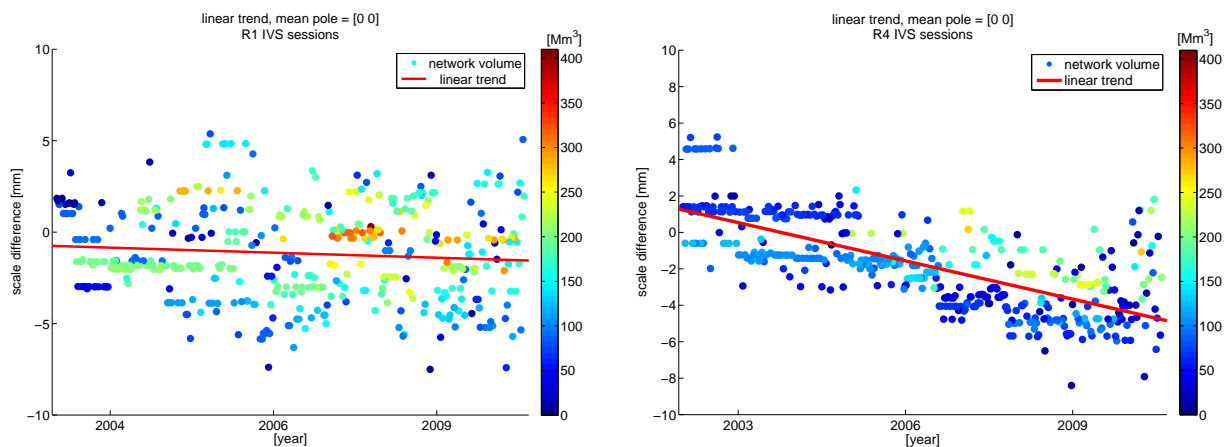 linear trend, mean pole = [0 0]
R1 IVS sessions
[Mm³]
network volume
linear trend
10
5
0
−5
−10
scale difference [mm]
2004
2006
2009
[year]
400
350
300
250
200
150
100
50
0
linear trend, mean pole = [0 0]
R4 IVS sessions
[Mm³]
network volume
linear trend
10
8
6
4
2
0
−2
−4
−6
−8
−10
scale difference [mm]
2003
2006
2009
[year]
400
350
300
250
200
150
100
50
0